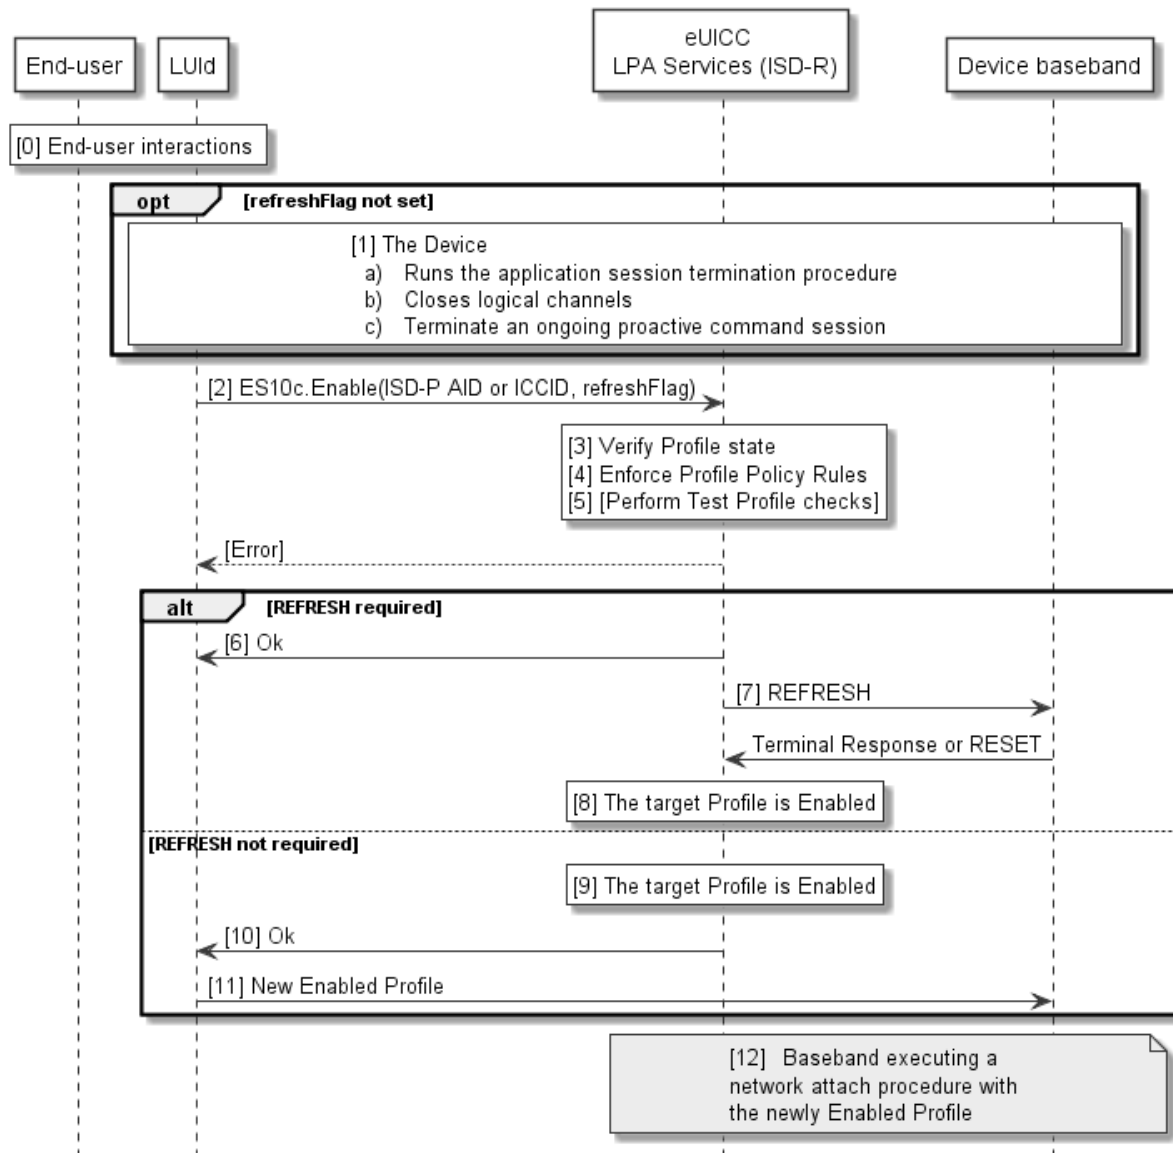 End-user
LUId
eUICC
LPA Services (ISD-R)
Device baseband
[0] End-user interactions
opt
[refreshFlag not set]
[1] The Device
a) Runs the application session termination procedure
b) Closes logical channels
c) Terminate an ongoing proactive command session
[2] ES10c.Enable(ISD-P AID or ICCID, refreshFlag)
[3] Verify Profile state
[4] Enforce Profile Policy Rules
[5] [Perform Test Profile checks]
[Error]
alt
[REFRESH required]
[6] Ok
[7] REFRESH
Terminal Response or RESET
[8] The target Profile is Enabled
[REFRESH not required]
[9] The target Profile is Enabled
[10] Ok
[11] New Enabled Profile
[12] Baseband executing a
network attach procedure with
the newly Enabled Profile